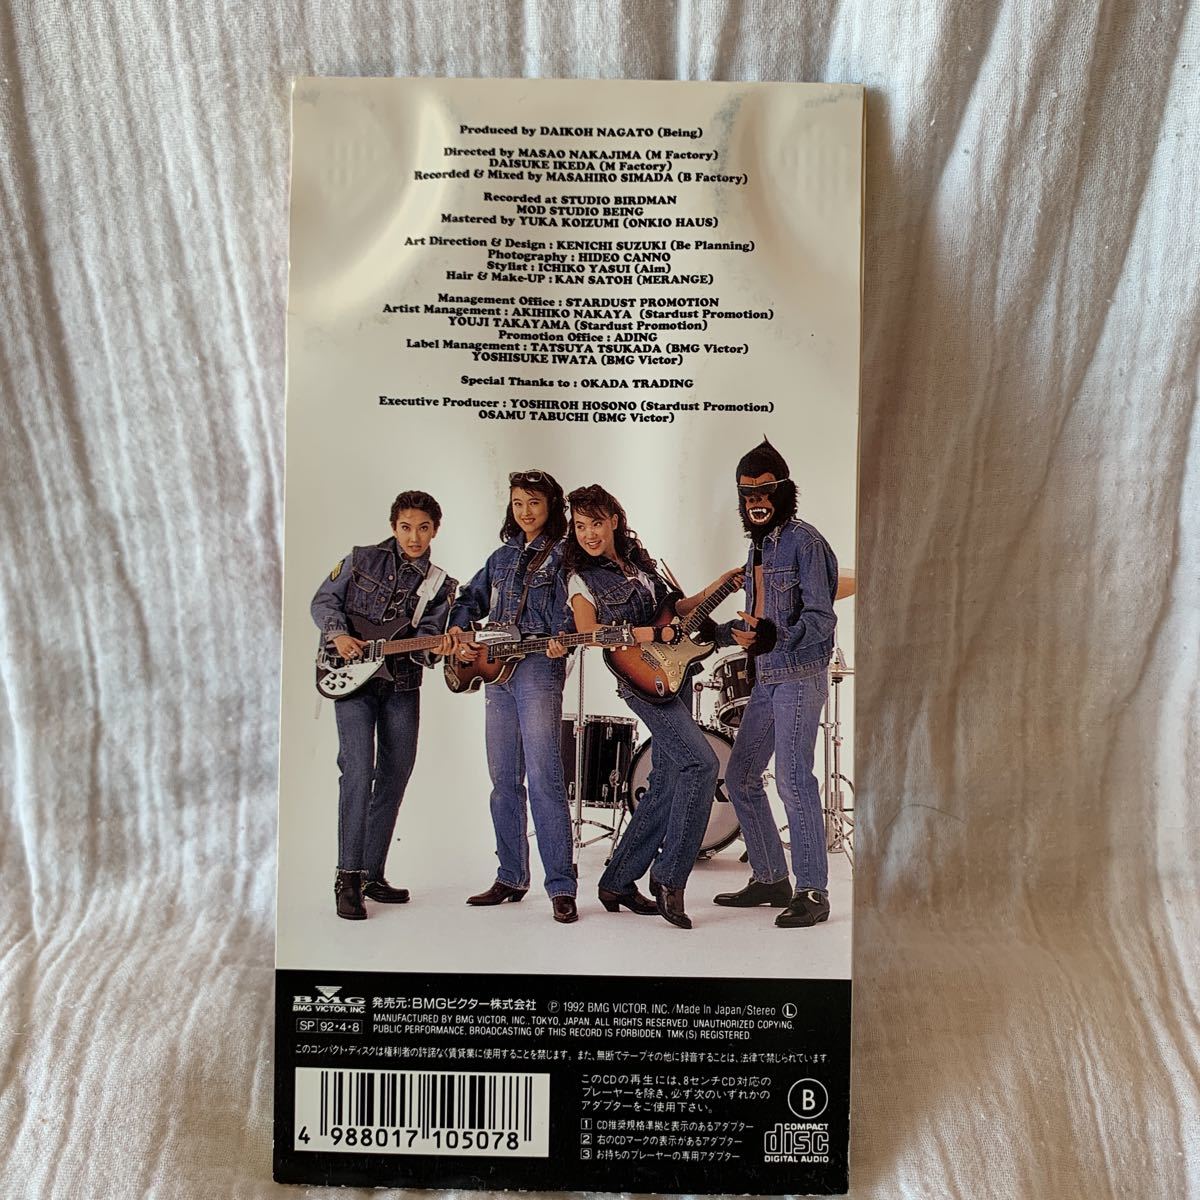 Produced by DAIKOH NAGATO (Being)
Directed by MASAO NAKAJIMA (M Factory)
DAISUKE IKEDA (M Factory)
Recorded & Mixed by MASAHIRO SIMADA (B Factory)
Recorded at STUDIO BIRDMAN
MOD STUDIO BEING
Mastered by YUKA KOIZUMI (ONKIO HAUS)
Art Direction & Design : KENICHI SUZUKI (Be Planning)
Photography : HIDEO CANNO
Stylist : ICHIKO YASUI (Aim)
Hair & Make-UP : KAN SATOH (MERANGE)
Management Office : STARDUST PROMOTION
Artist Management : AKIHIKO NAKAYA (Stardust Promotion)
YOUJI TAKAYAMA (Stardust Promotion)
Promotion Office : ADING
Label Management : TATSUYA TSUKADA (BMG Victor)
YOSHISUKE IWATA (BMG Victor)
Special Thanks to : OKADA TRADING
Executive Producer : YOSHIROH HOSONO (Stardust Promotion)
OSAMU TABUCHI (BMG Victor)
BMG
BMG VICTOR, INC.
発売元:BMGビクター株式会社 Ⓟ 1992 BMG VICTOR, INC./Made In Japan/Stereo Ⓛ
SP 92・4・8
MANUFACTURED BY BMG VICTOR, INC., TOKYO, JAPAN. ALL RIGHTS RESERVED. UNAUTHORIZED COPYING,
PUBLIC PERFORMANCE, BROADCASTING OF THIS RECORD IS FORBIDDEN. TMK(S) REGISTERED.
このコンパクト・ディスクは権利者の許諾なく賃貸業に使用することを禁じます。また、無断でテープその他に録音することは、法律で禁じられています。
4 988017 105078
このCDの再生には、8センチCD対応の
プレーヤーを除き、必ず次のいずれかの
アダプターをご使用下さい。
1 CD推奨規格準拠と表示のあるアダプター
2 右のCDマークの表示があるアダプター
3 お持ちのプレーヤーの専用アダプター
B
COMPACT
disc
DIGITAL AUDIO